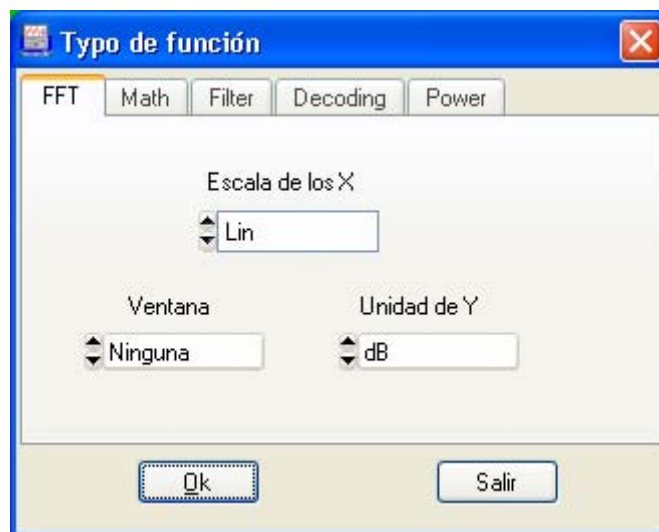 Typo de función
FFT Math Filter Decoding Power
Escala de los X
Lin
Ventana Unidad de Y
Ninguna dB
Ok Salir